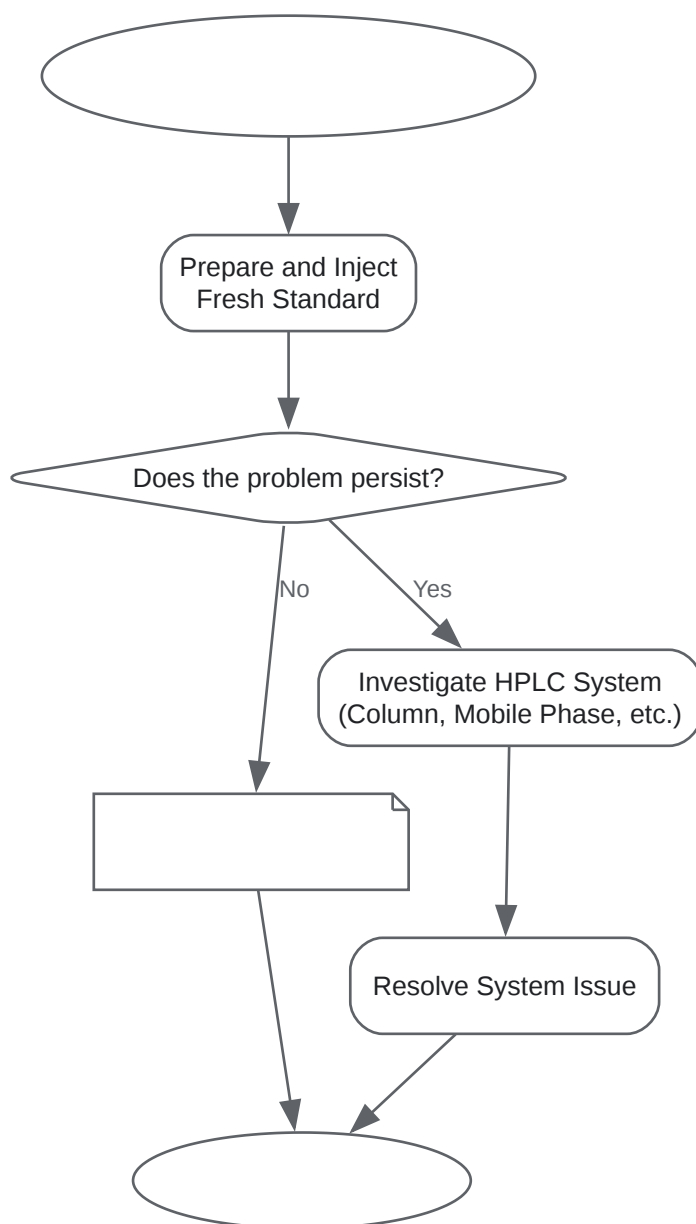 Prepare and Inject
Fresh Standard
Does the problem persist?
No
Yes
Investigate HPLC System
(Column, Mobile Phase, etc.)
Resolve System Issue